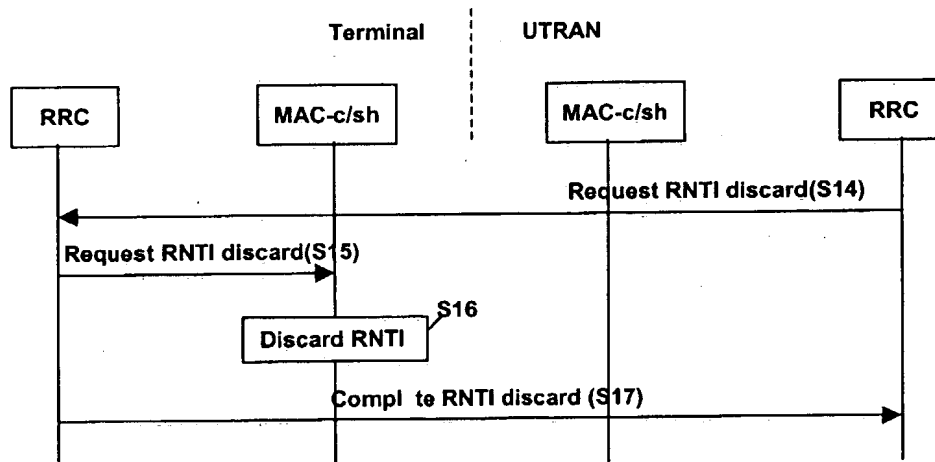 Terminal UTRAN
RRC MAC-c/sh MAC-c/sh RRC
Request RNTI discard(S14)
Request RNTI discard(S15)
S16
Discard RNTI
Compl te RNTI discard (S17)